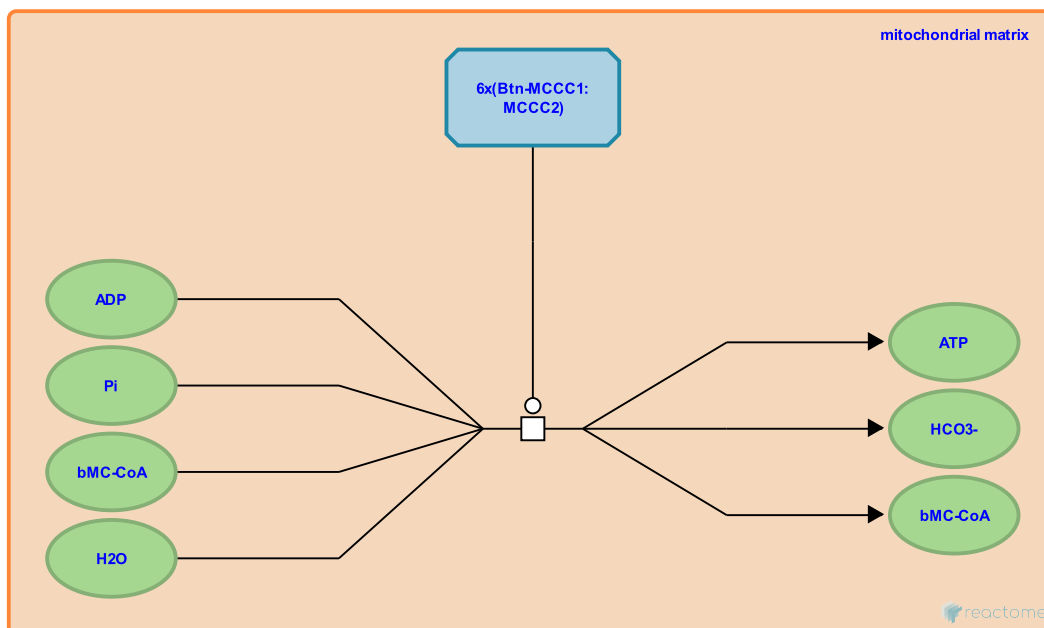 mitochondrial matrix
6x(Btn-MCCC1:
MCCC2)
ADP
Pi
bMC-CoA
H2O
ATP
HCO3-
bMC-CoA
reactome